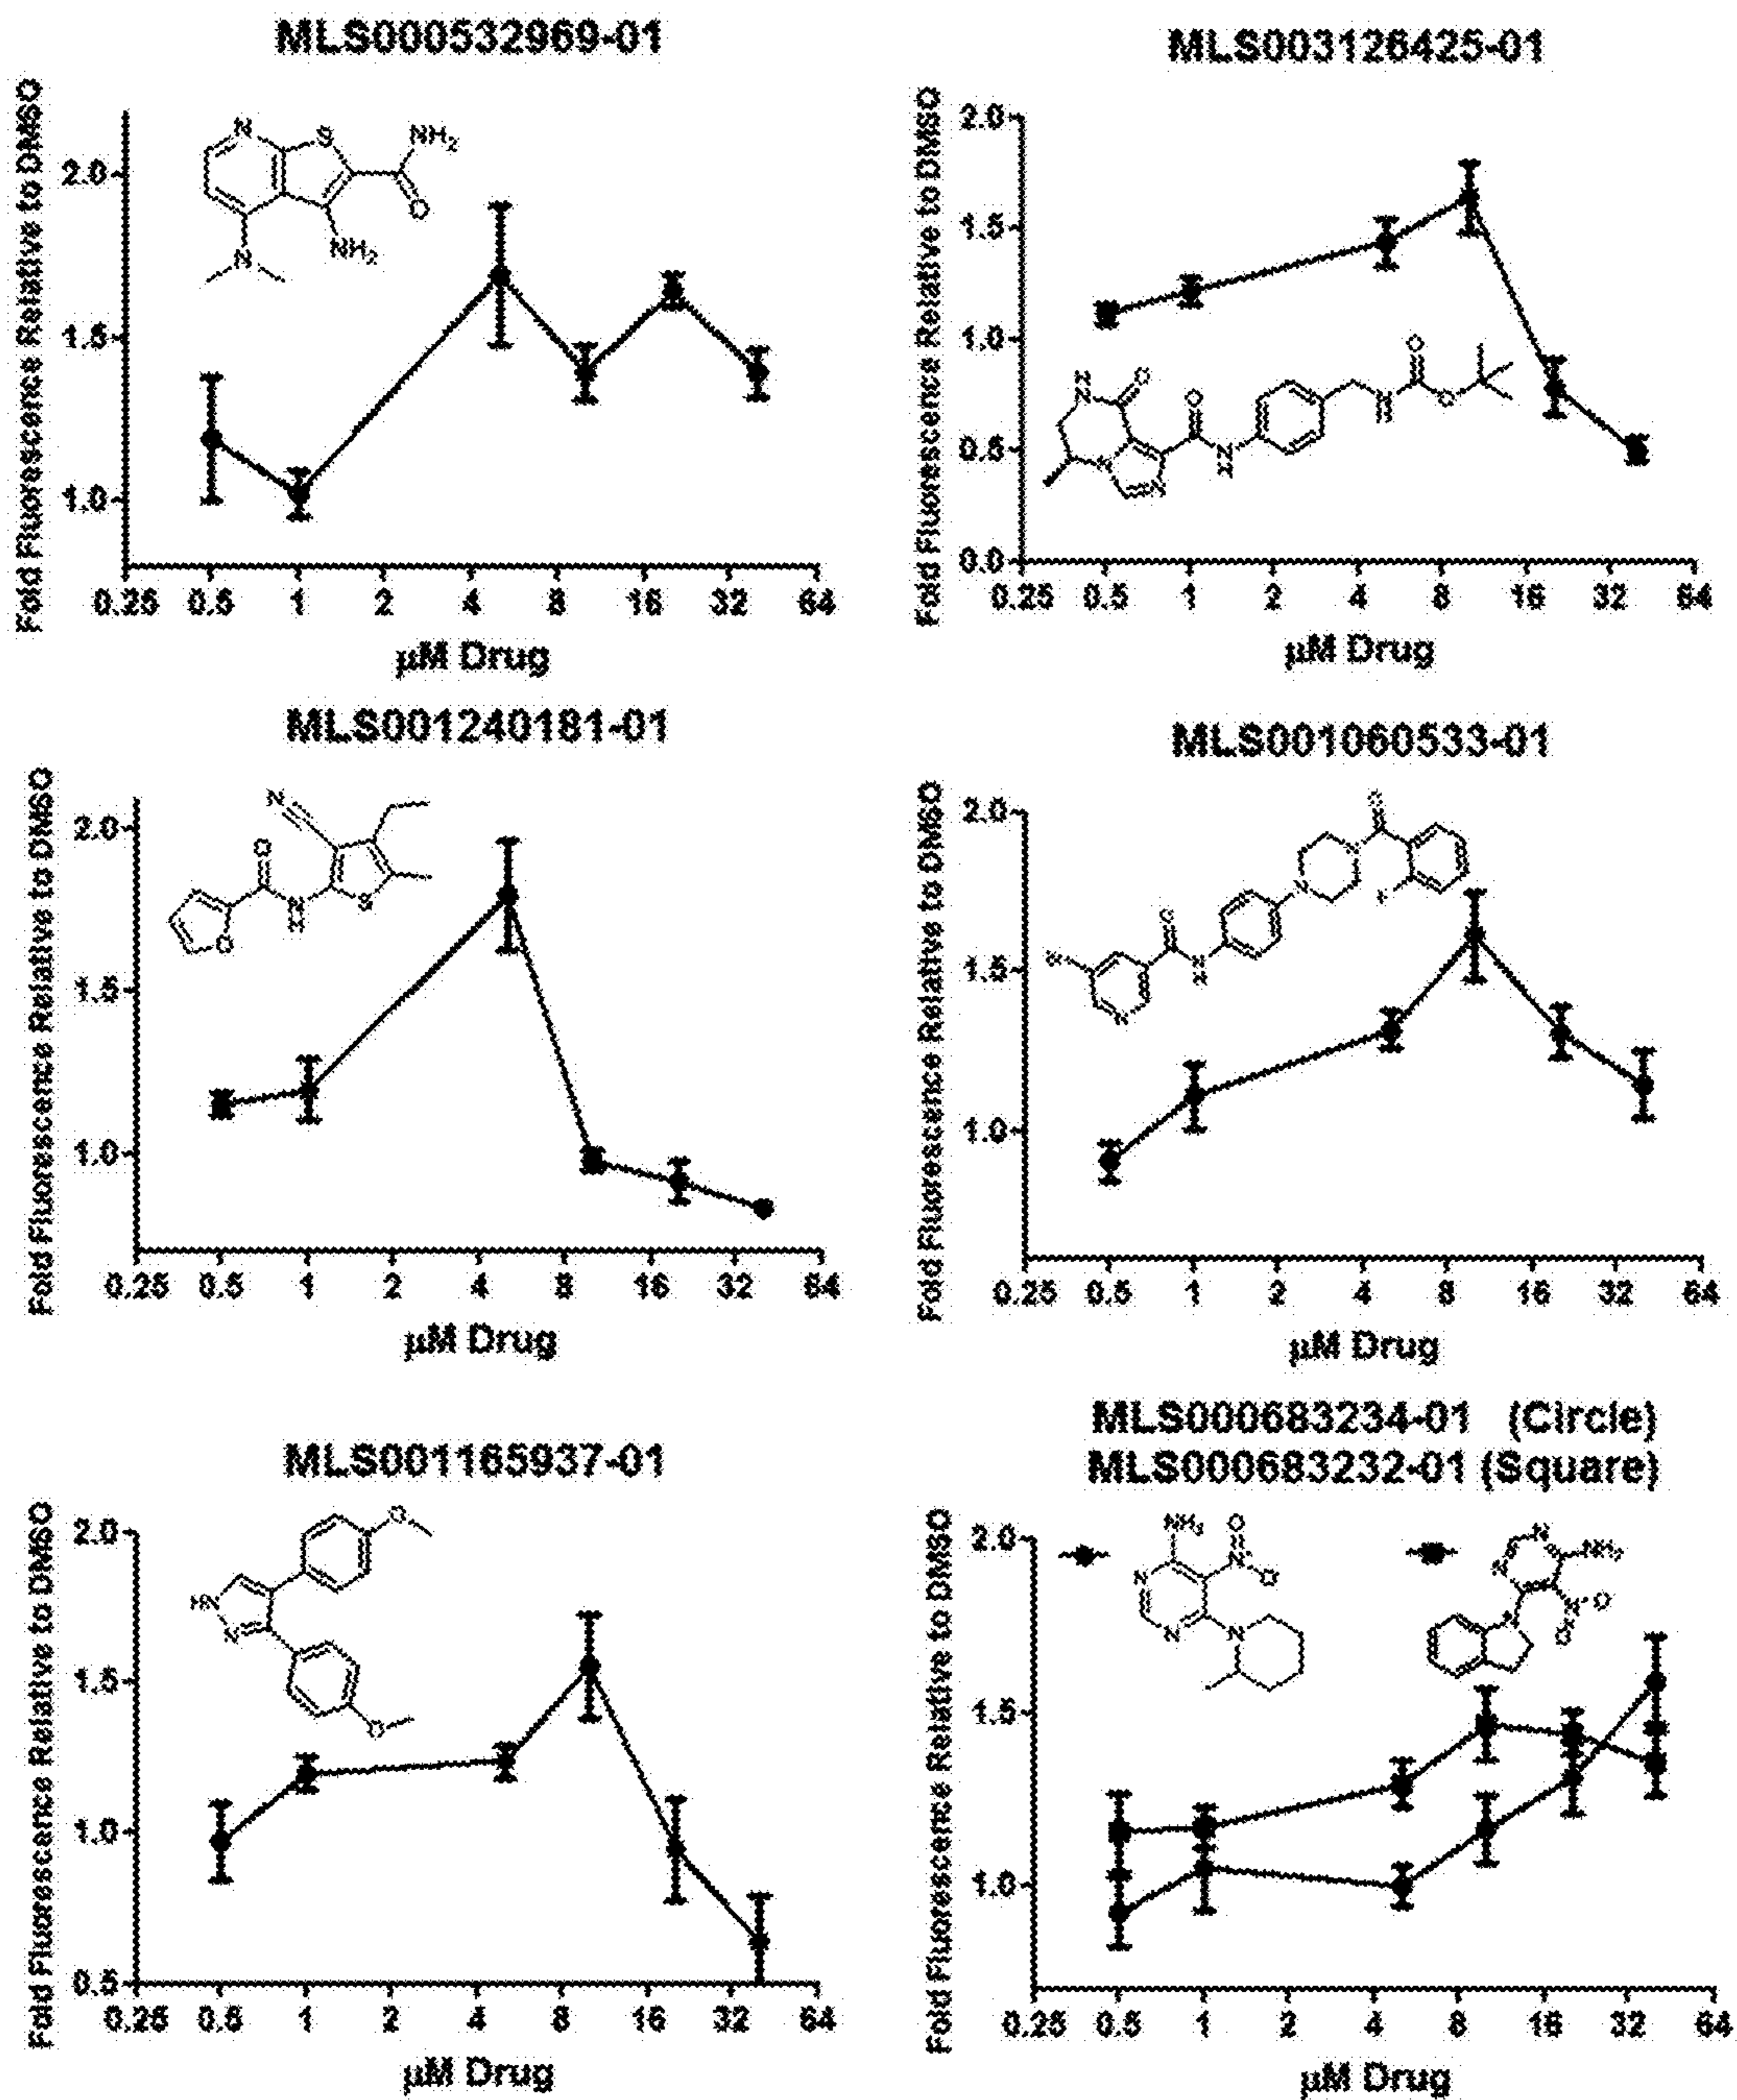 MLS000532969-01
Fold Fluorescence Relative to DMSO
2.0
1.5
1.0
0.25 0.5 1 2 4 8 16 32 64
µM Drug
N S NH₂
O
NH₂
N
MLS003126425-01
Fold Fluorescence Relative to DMSO
2.0
1.5
1.0
0.5
0.0
0.25 0.5 1 2 4 8 16 32 64
µM Drug
O
O
O
O
N
N
MLS001240181-01
Fold Fluorescence Relative to DMSO
2.0
1.5
1.0
0.25 0.5 1 2 4 8 16 32 64
µM Drug
N
O
N
H
S
O
MLS001060533-01
Fold Fluorescence Relative to DMSO
2.0
1.5
1.0
0.25 0.5 1 2 4 8 16 32 64
µM Drug
N
N
F
N
MLS001165937-01
Fold Fluorescence Relative to DMSO
2.0
1.5
1.0
0.5
0.25 0.5 1 2 4 8 16 32 64
µM Drug
O
N
O
MLS000683234-01 (Circle)
MLS000683232-01 (Square)
Fold Fluorescence Relative to DMSO
2.0
1.5
1.0
0.25 0.5 1 2 4 8 16 32 64
µM Drug
NH₂
O
N⁺
O
N
N
N
N
N
NH₂
N⁺
O
O
N